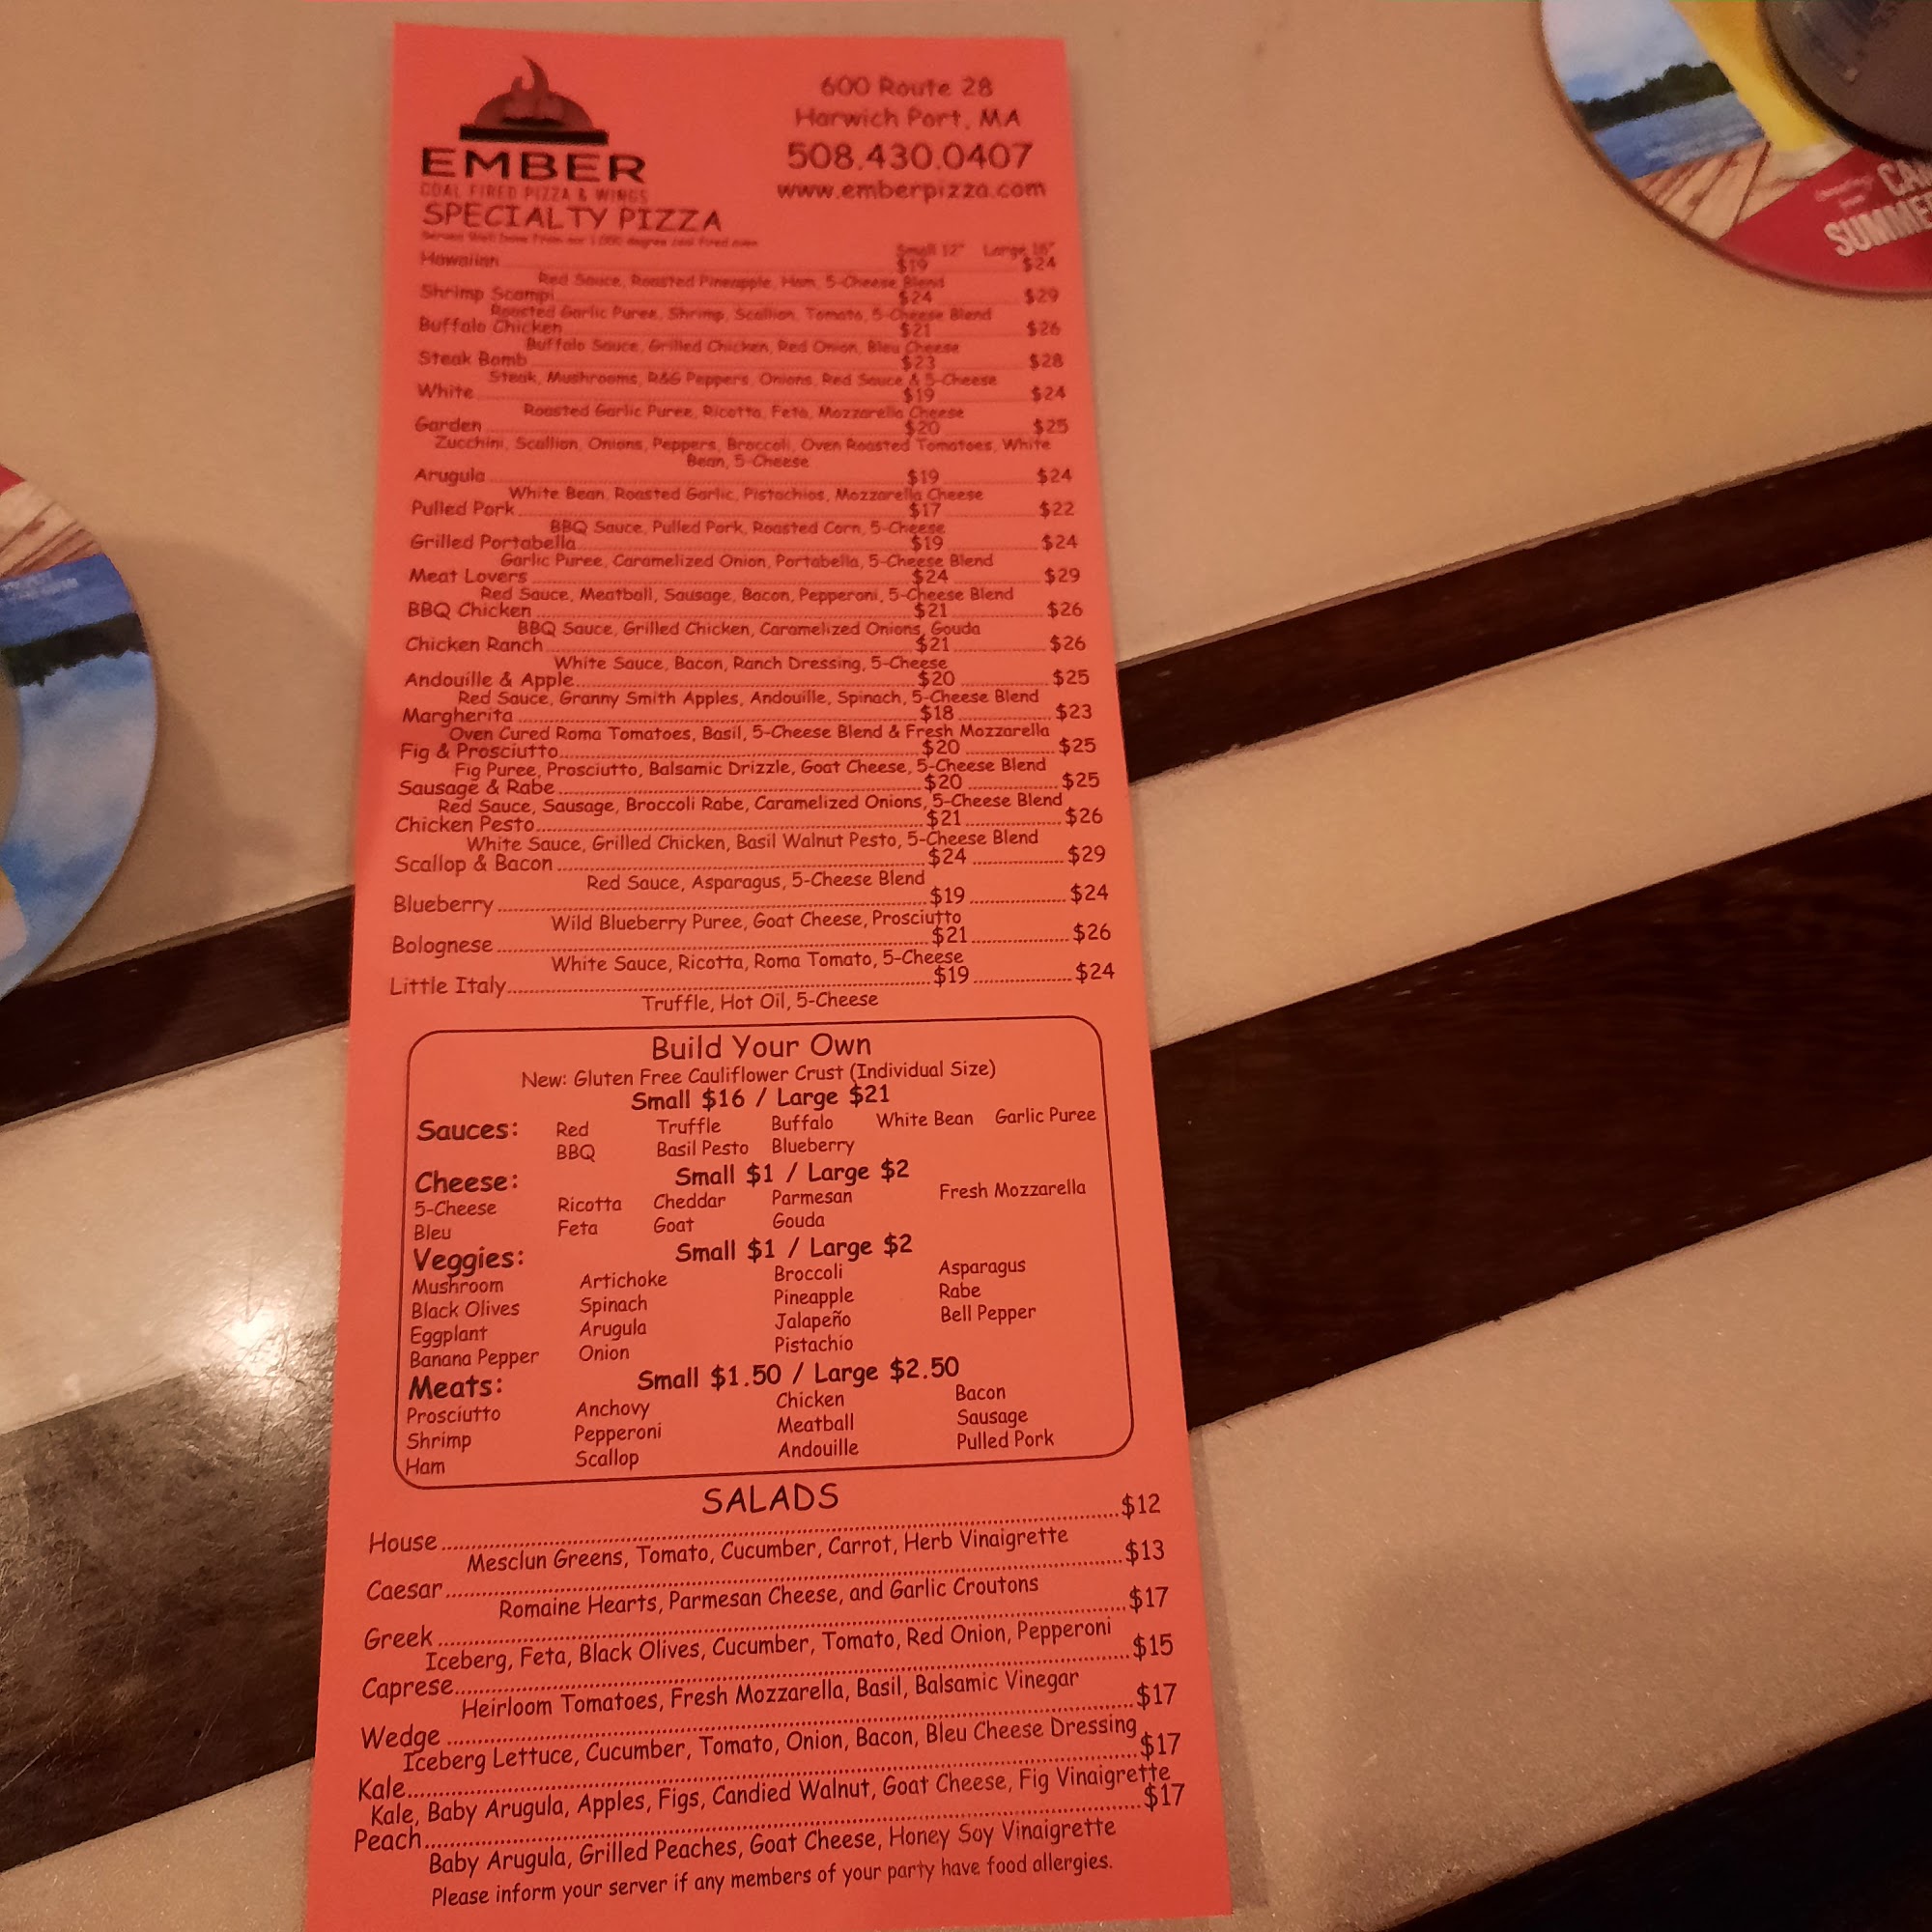 EMBER
COAL FIRED PIZZA & WINGS
600 Route 28
Harwich Port, MA
508.430.0407
www.emberpizza.com
SPECIALTY PIZZA
Served Well Done From our 1,000 degree coal fired oven
Small 12" Large 16"
Hawaiian $19 $24
Red Sauce, Roasted Pineapple, Ham, 5-Cheese Blend
Shrimp Scampi $24 $29
Roasted Garlic Puree, Shrimp, Scallion, Tomato, 5-Cheese Blend
Buffalo Chicken $21 $26
Buffalo Sauce, Grilled Chicken, Red Onion, Bleu Cheese
Steak Bomb $23 $28
Steak, Mushrooms, R&G Peppers, Onions, Red Sauce & 5-Cheese
White $19 $24
Roasted Garlic Puree, Ricotta, Feta, Mozzarella Cheese
Garden $20 $25
Zucchini, Scallion, Onions, Peppers, Broccoli, Oven Roasted Tomatoes, White
Bean, 5-Cheese
Arugula $19 $24
White Bean, Roasted Garlic, Pistachios, Mozzarella Cheese
Pulled Pork $17 $22
BBQ Sauce, Pulled Pork, Roasted Corn, 5-Cheese
Grilled Portabella $19 $24
Garlic Puree, Caramelized Onion, Portabella, 5-Cheese Blend
Meat Lovers $24 $29
Red Sauce, Meatball, Sausage, Bacon, Pepperoni, 5-Cheese Blend
BBQ Chicken $21 $26
BBQ Sauce, Grilled Chicken, Caramelized Onions, Gouda
Chicken Ranch $21 $26
White Sauce, Bacon, Ranch Dressing, 5-Cheese
Andouille & Apple $20 $25
Red Sauce, Granny Smith Apples, Andouille, Spinach, 5-Cheese Blend
Margherita $18 $23
Oven Cured Roma Tomatoes, Basil, 5-Cheese Blend & Fresh Mozzarella
Fig & Prosciutto $20 $25
Fig Puree, Prosciutto, Balsamic Drizzle, Goat Cheese, 5-Cheese Blend
Sausage & Rabe $20 $25
Red Sauce, Sausage, Broccoli Rabe, Caramelized Onions, 5-Cheese Blend
Chicken Pesto $21 $26
White Sauce, Grilled Chicken, Basil Walnut Pesto, 5-Cheese Blend
Scallop & Bacon $24 $29
Red Sauce, Asparagus, 5-Cheese Blend
Blueberry $19 $24
Wild Blueberry Puree, Goat Cheese, Prosciutto
Bolognese $21 $26
White Sauce, Ricotta, Roma Tomato, 5-Cheese
Little Italy $19 $24
Truffle, Hot Oil, 5-Cheese
Build Your Own
New: Gluten Free Cauliflower Crust (Individual Size)
Small $16 / Large $21
Sauces: Red Truffle Buffalo White Bean Garlic Puree
BBQ Basil Pesto Blueberry
Cheese: Small $1 / Large $2
5-Cheese Ricotta Cheddar Parmesan Fresh Mozzarella
Bleu Feta Goat Gouda
Veggies: Small $1 / Large $2
Mushroom Artichoke Broccoli Asparagus
Black Olives Spinach Pineapple Rabe
Eggplant Arugula Jalapeño Bell Pepper
Banana Pepper Onion Pistachio
Meats: Small $1.50 / Large $2.50
Prosciutto Anchovy Chicken Bacon
Shrimp Pepperoni Meatball Sausage
Ham Scallop Andouille Pulled Pork
SALADS
House $12
Mesclun Greens, Tomato, Cucumber, Carrot, Herb Vinaigrette
Caesar $13
Romaine Hearts, Parmesan Cheese, and Garlic Croutons
Greek $17
Iceberg, Feta, Black Olives, Cucumber, Tomato, Red Onion, Pepperoni
Caprese $15
Heirloom Tomatoes, Fresh Mozzarella, Basil, Balsamic Vinegar
Wedge $17
Iceberg Lettuce, Cucumber, Tomato, Onion, Bacon, Bleu Cheese Dressing
Kale $17
Kale, Baby Arugula, Apples, Figs, Candied Walnut, Goat Cheese, Fig Vinaigrette
Peach $17
Baby Arugula, Grilled Peaches, Goat Cheese, Honey Soy Vinaigrette
Please inform your server if any members of your party have food allergies.